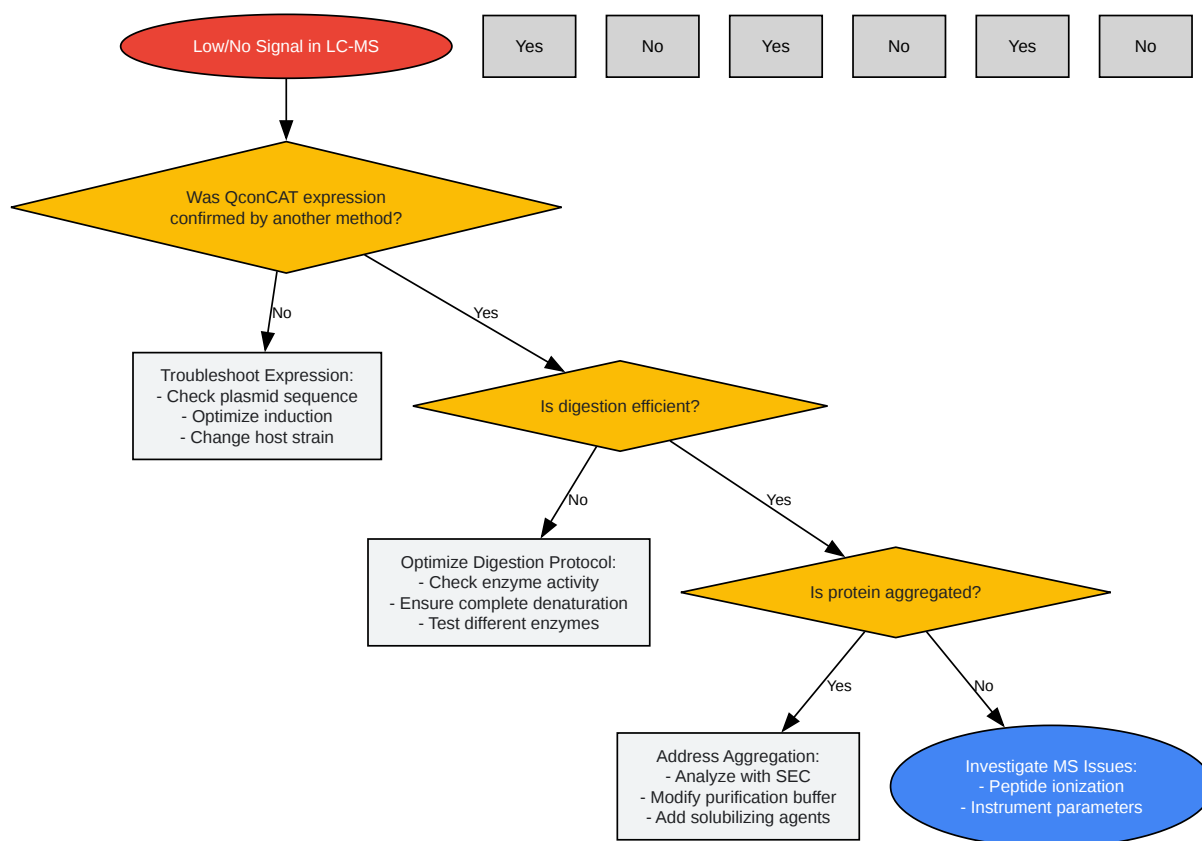 Low/No Signal in LC-MS
Yes
No
Yes
No
Yes
No
Was QconCAT expression
confirmed by another method?
No
Yes
Troubleshoot Expression:
- Check plasmid sequence
- Optimize induction
- Change host strain
Is digestion efficient?
No
Yes
Optimize Digestion Protocol:
- Check enzyme activity
- Ensure complete denaturation
- Test different enzymes
Is protein aggregated?
Yes
No
Address Aggregation:
- Analyze with SEC
- Modify purification buffer
- Add solubilizing agents
Investigate MS Issues:
- Peptide ionization
- Instrument parameters